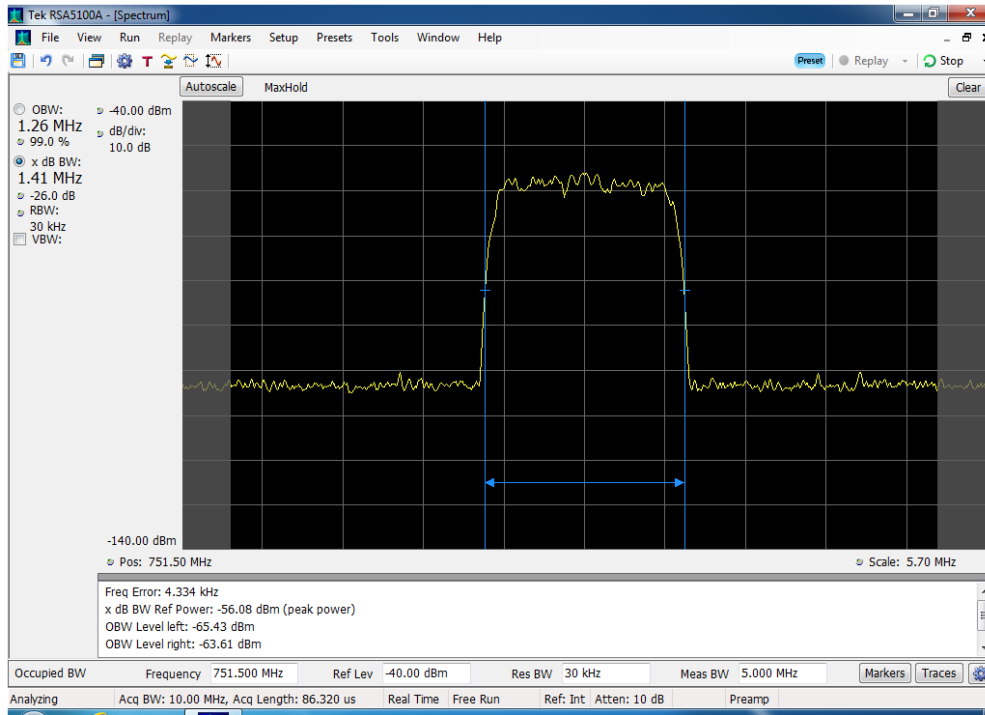 Tek RSA5100A - [Spectrum]
File View Run Replay Markers Setup Presets Tools Window Help
T Preset Replay Stop
Autoscale MaxHold Clear
OBW:
1.26 MHz
99.0 %
x dB BW:
1.41 MHz
-26.0 dB
RBW:
30 kHz
VBW:
-40.00 dBm
dB/div:
10.0 dB
-140.00 dBm
Pos: 751.50 MHz Scale: 5.70 MHz
Freq Error: 4.334 kHz
x dB BW Ref Power: -56.08 dBm (peak power)
OBW Level left: -65.43 dBm
OBW Level right: -63.61 dBm
Occupied BW Frequency 751.500 MHz Ref Lev -40.00 dBm Res BW 30 kHz Meas BW 5.000 MHz Markers Traces
Analyzing Acq BW: 10.00 MHz, Acq Length: 86.320 us Real Time Free Run Ref: Int Atten: 10 dB Preamp